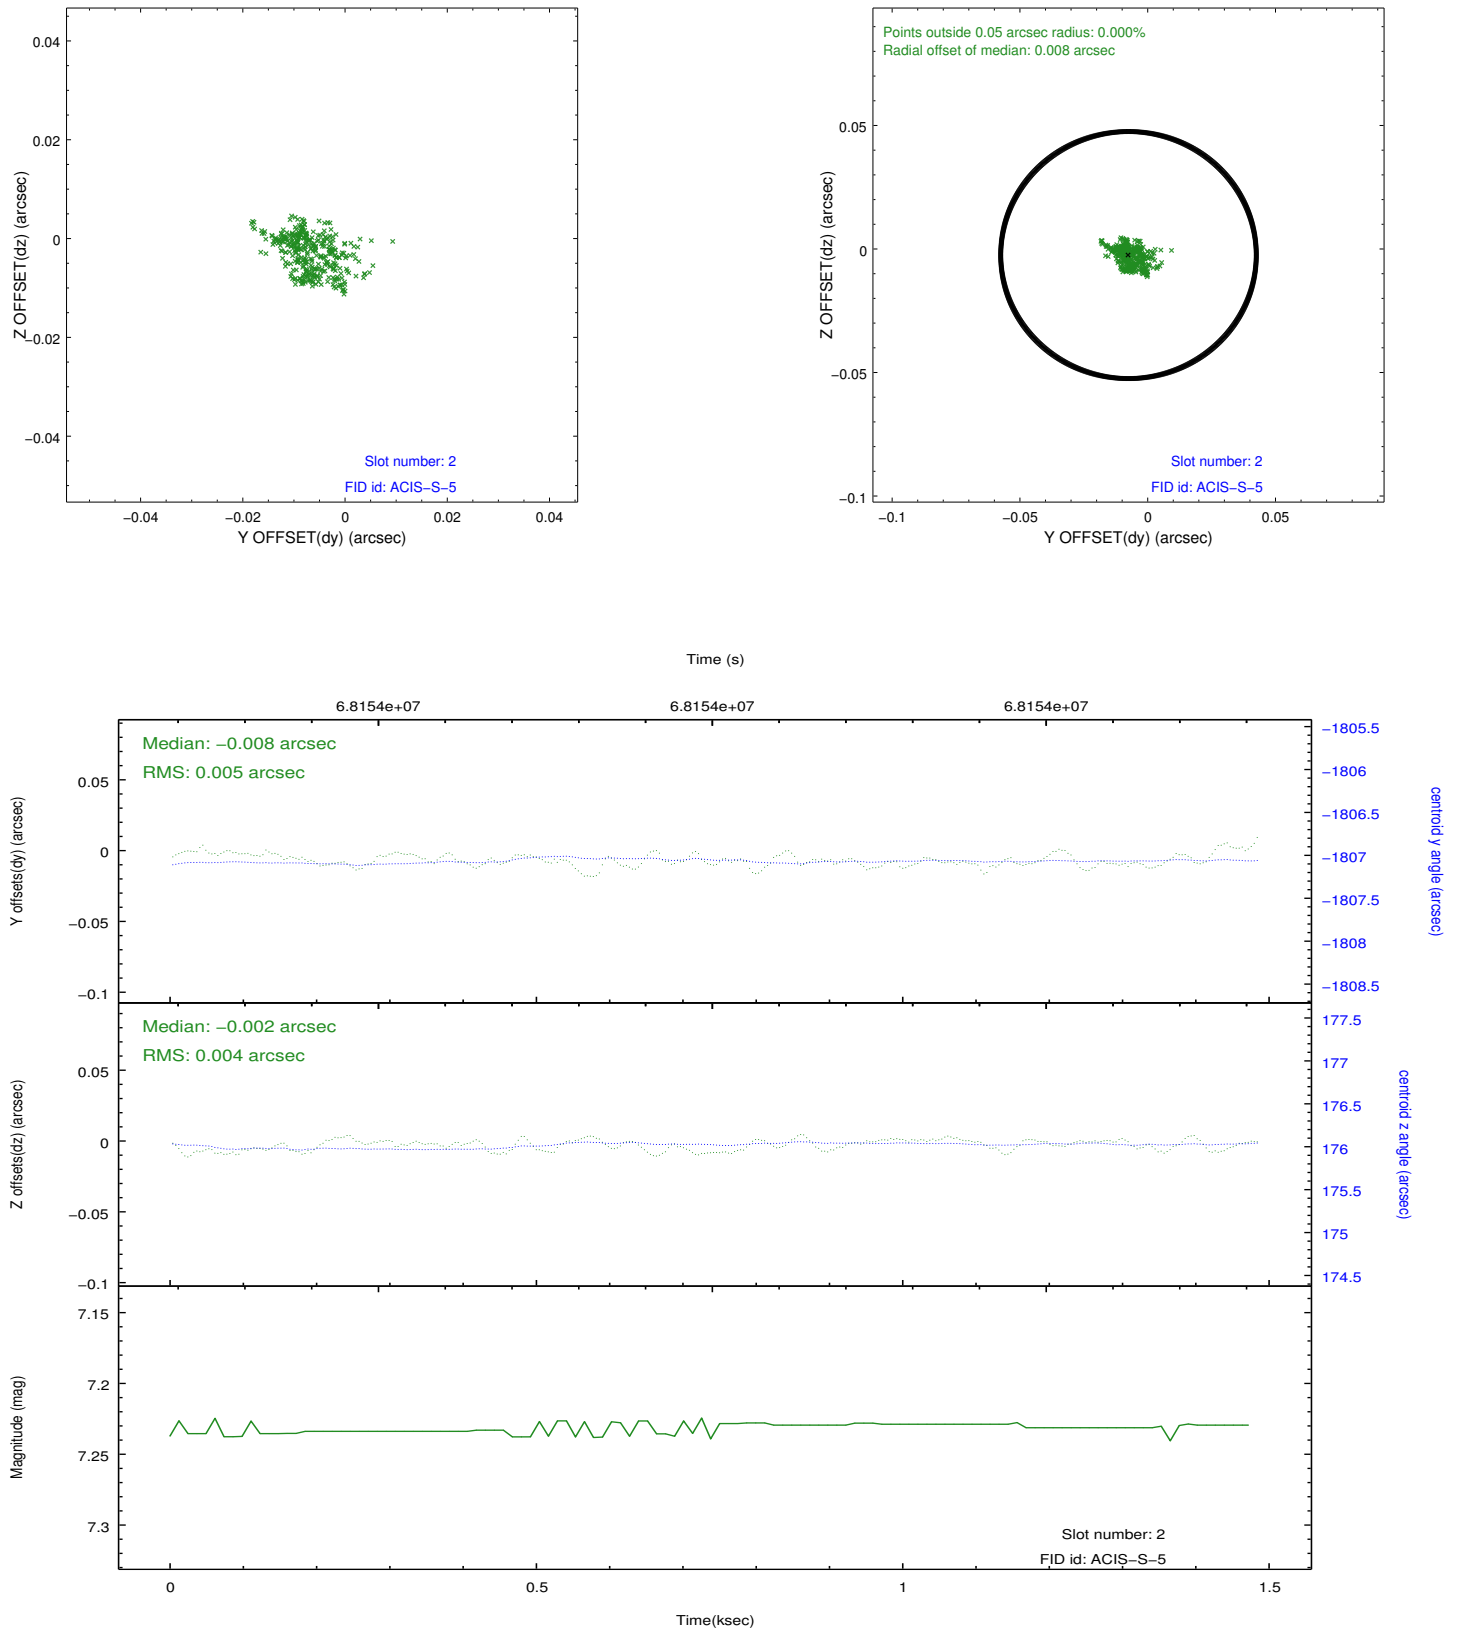 0.04
0.02
0
−0.02
−0.04
Z OFFSET(dz) (arcsec)
Slot number: 2
FID id: ACIS−S−5
−0.04 −0.02 0 0.02 0.04
Y OFFSET(dy) (arcsec)
Points outside 0.05 arcsec radius: 0.000%
Radial offset of median: 0.008 arcsec
0.05
0
−0.05
−0.1
Z OFFSET(dz) (arcsec)
Slot number: 2
FID id: ACIS−S−5
−0.1 −0.05 0 0.05
Y OFFSET(dy) (arcsec)
Time (s)
6.8154e+07 6.8154e+07 6.8154e+07
Median: −0.008 arcsec
RMS: 0.005 arcsec
0.05
0
−0.05
−0.1
Y offsets(dy) (arcsec)
−1805.5
−1806
−1806.5
−1807
−1807.5
−1808
−1808.5
centroid y angle (arcsec)
Median: −0.002 arcsec
RMS: 0.004 arcsec
0.05
0
−0.05
−0.1
Z offsets(dz) (arcsec)
177.5
177
176.5
176
175.5
175
174.5
centroid z angle (arcsec)
7.15
7.2
7.25
7.3
Magnitude (mag)
Slot number: 2
FID id: ACIS−S−5
0 0.5 1 1.5
Time(ksec)